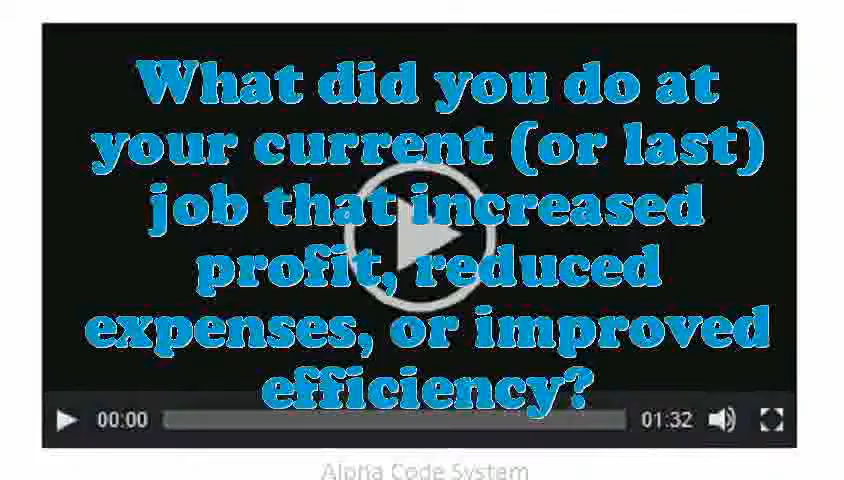 What did you do at
your current (or last)
job that increased
profit, reduced
expenses, or improved
efficiency?
00:00
01:32
Alpha Code System